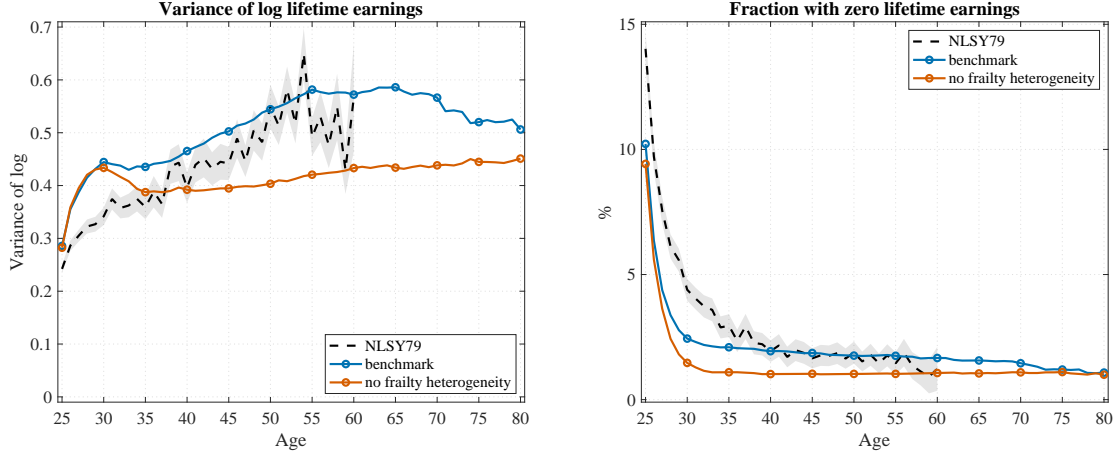 Variance of log lifetime earnings
0.7
0.6
0.5
0.4
0.3
0.2
0.1
0
Variance of log
25 30 35 40 45 50 55 60 65 70 75 80
Age
NLSY79
benchmark
no frailty heterogeneity
Fraction with zero lifetime earnings
15
10
5
0
%
25 30 35 40 45 50 55 60 65 70 75 80
Age
NLSY79
benchmark
no frailty heterogeneity